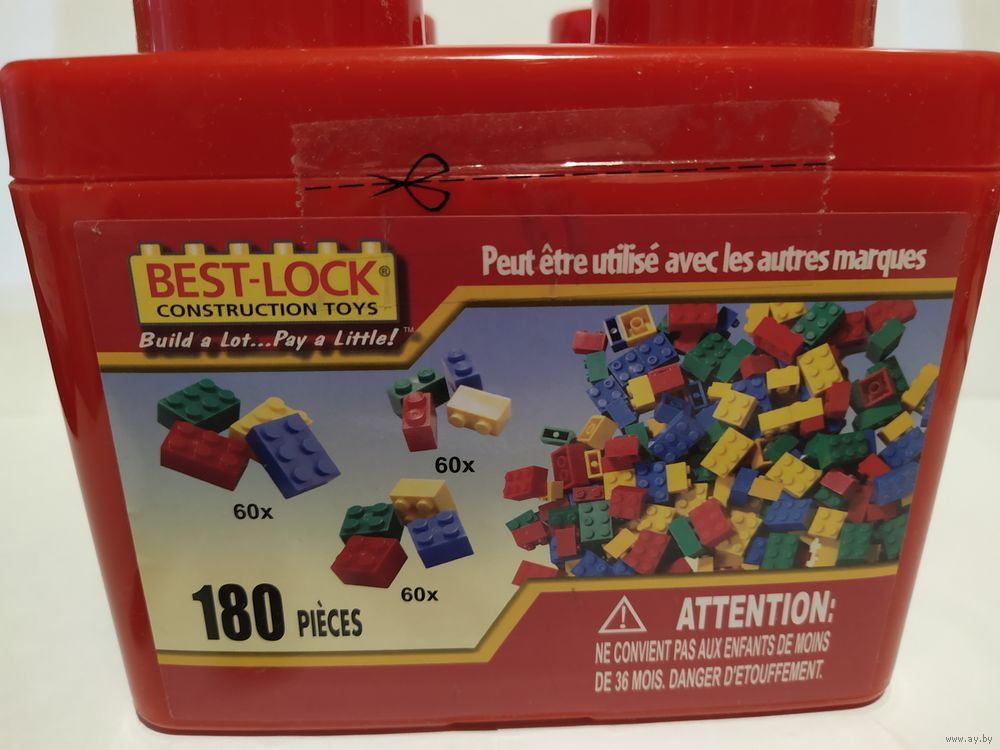 BEST-LOCK®
CONSTRUCTION TOYS
Build a Lot...Pay a Little!™
Peut être utilisé avec les autres marques
60x
60x
60x
180 PIÈCES
ATTENTION:
NE CONVIENT PAS AUX ENFANTS DE MOINS
DE 36 MOIS. DANGER D'ETOUFFEMENT.
www.ay.by